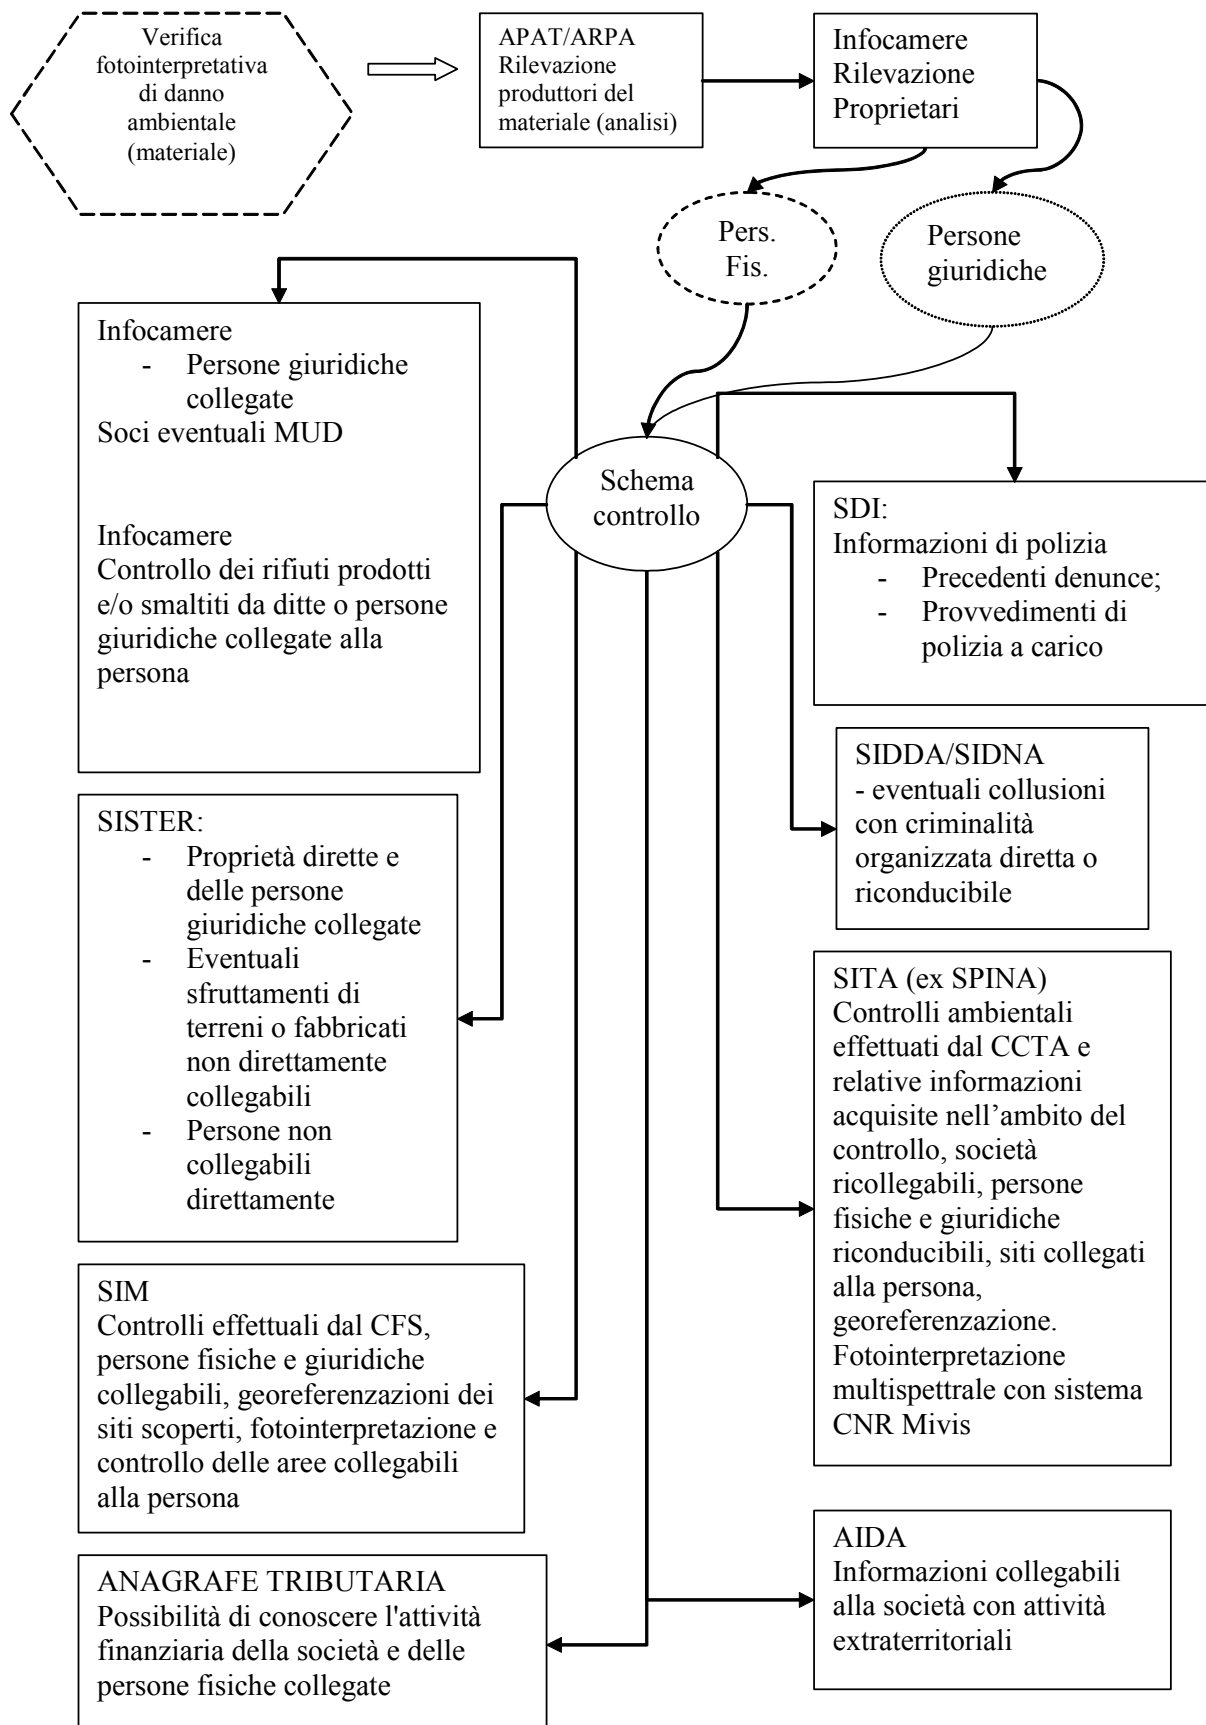 Verifica
fotointerpretativa
di danno
ambientale
(materiale)
APAT/ARPA
Rilevazione
produttori del
materiale (analisi)
Infocamere
Rilevazione
Proprietari
Pers.
Fis.
Persone
giuridiche
Schema
controllo
Infocamere
- Persone giuridiche
collegate
Soci eventuali MUD
Infocamere
Controllo dei rifiuti prodotti
e/o smaltiti da ditte o persone
giuridiche collegate alla
persona
SDI:
Informazioni di polizia
- Precedenti denunce;
- Provvedimenti di
polizia a carico
SIDDA/SIDNA
- eventuali collusioni
con criminalità
organizzata diretta o
riconducibile
SISTER:
- Proprietà dirette e
delle persone
giuridiche collegate
- Eventuali
sfruttamenti di
terreni o fabbricati
non direttamente
collegabili
- Persone non
collegabili
direttamente
SITA (ex SPINA)
Controlli ambientali
effettuati dal CCTA e
relative informazioni
acquisite nell’ambito del
controllo, società
ricollegabili, persone
fisiche e giuridiche
riconducibili, siti collegati
alla persona,
georeferenzazione.
Fotointerpretazione
multispettrale con sistema
CNR Mivis
SIM
Controlli effettuali dal CFS,
persone fisiche e giuridiche
collegabili, georeferenzazioni dei
siti scoperti, fotointerpretazione e
controllo delle aree collegabili
alla persona
AIDA
Informazioni collegabili
alla società con attività
extraterritoriali
ANAGRAFE TRIBUTARIA
Possibilità di conoscere l'attività
finanziaria della società e delle
persone fisiche collegate